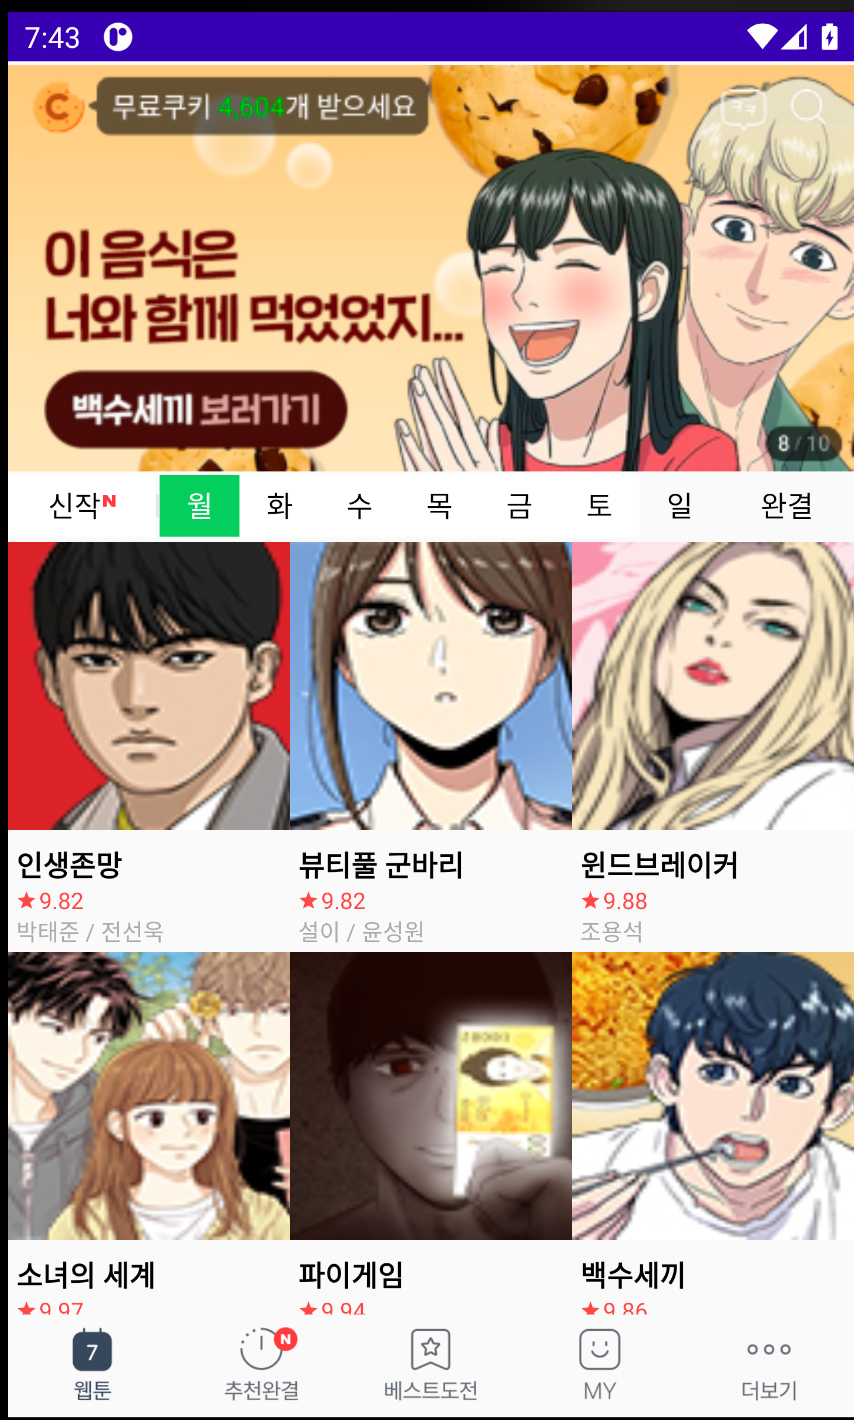 7:43
무료쿠키 4,604개 받으세요
ㅋㅋ
이 음식은
너와 함께 먹었었지...
백수세끼 보러가기
8 / 10
신작N 월 화 수 목 금 토 일 완결
인생존망 뷰티풀 군바리 윈드브레이커
★9.82 ★9.82 ★9.88
박태준 / 전선욱 설이 / 윤성원 조용석
소녀의 세계 파이게임 백수세끼
★9.97 ★9.94 ★9.86
7 N
웹툰 추천완결 베스트도전 MY 더보기